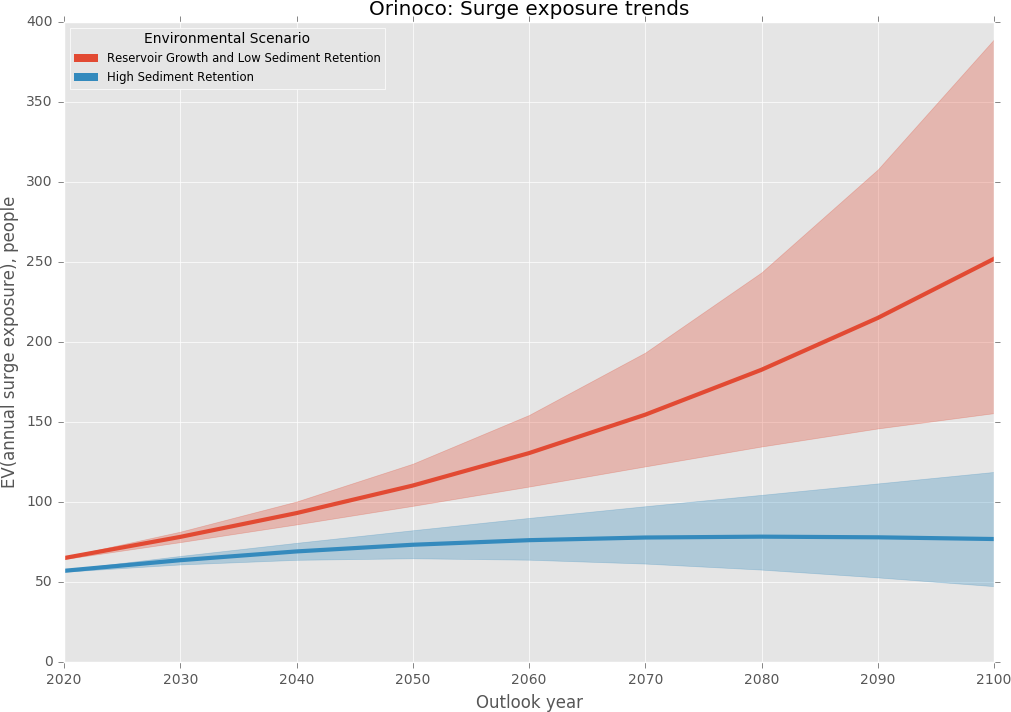 Orinoco: Surge exposure trends
Environmental Scenario
Reservoir Growth and Low Sediment Retention
High Sediment Retention
EV(annual surge exposure), people
400
350
300
250
200
150
100
50
0
2020 2030 2040 2050 2060 2070 2080 2090 2100
Outlook year